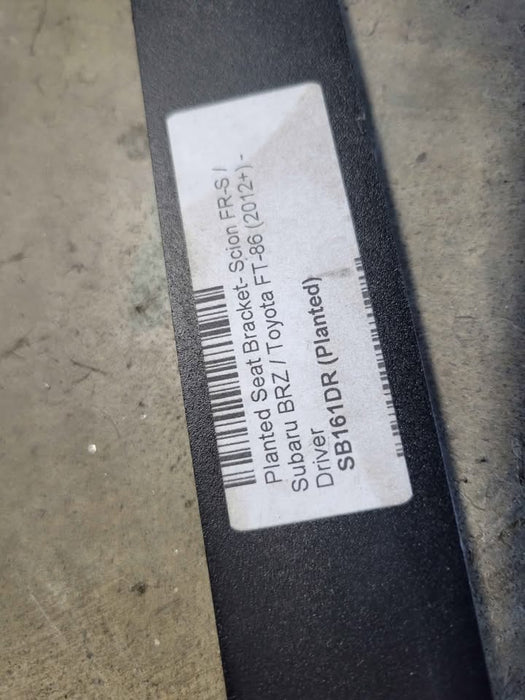 Planted Seat Bracket- Scion FR-S /
Subaru BRZ / Toyota FT-86 (2012+) -
Driver
SB161DR (Planted)